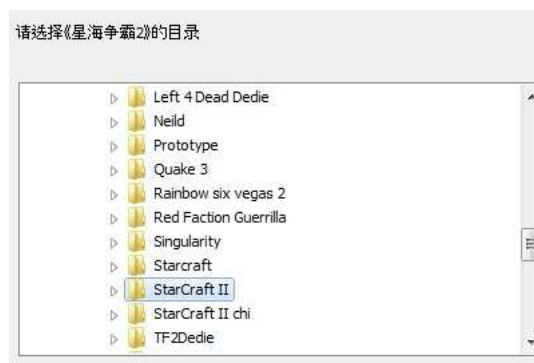 请选择《星海争霸2》的目录
Left 4 Dead Dedie
Neild
Prototype
Quake 3
Rainbow six vegas 2
Red Faction Guerrilla
Singularity
Starcraft
StarCraft II
StarCraft II chi
TF2Dedie